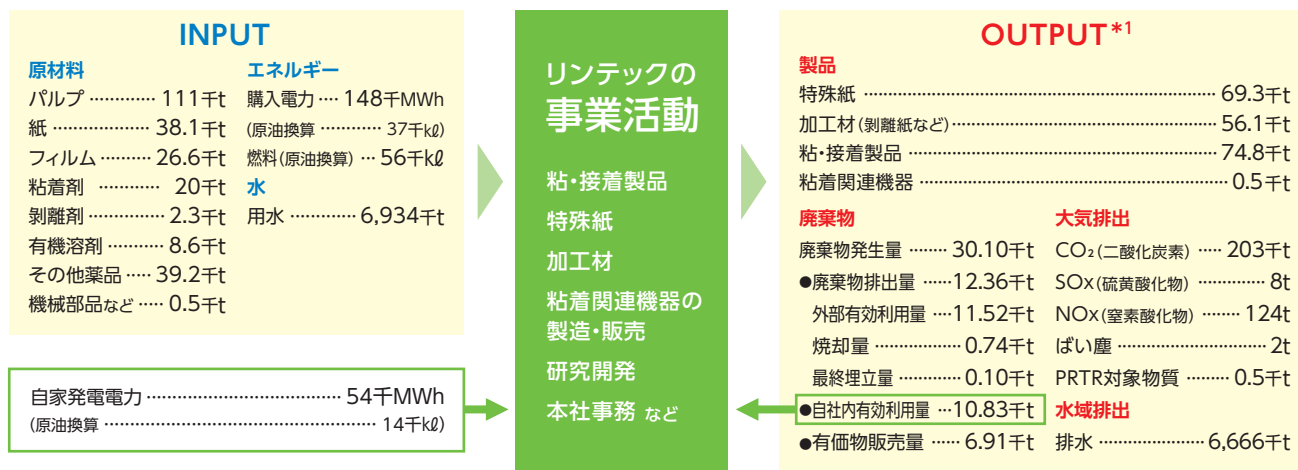 INPUT
原材料
パルプ ………… 111千t
紙 ……………… 38.1千t
フィルム ……… 26.6千t
粘着剤 ………… 20千t
剝離剤 ………… 2.3千t
有機溶剤 ……… 8.6千t
その他薬品 …… 39.2千t
機械部品など …… 0.5千t
エネルギー
購入電力 …… 148千MWh
(原油換算 ………… 37千kℓ)
燃料(原油換算) … 56千kℓ
水
用水 ………… 6,934千t
自家発電電力 ……………………… 54千MWh
(原油換算 ……………………………… 14千kℓ)
リンテックの
事業活動
粘・接着製品
特殊紙
加工材
粘着関連機器の
製造・販売
研究開発
本社事務 など
OUTPUT*1
製品
特殊紙 ……………………………… 69.3千t
加工材(剝離紙など) ……………………… 56.1千t
粘・接着製品 ……………………………… 74.8千t
粘着関連機器 ……………………………… 0.5千t
廃棄物
廃棄物発生量 …… 30.10千t
●廃棄物排出量 …… 12.36千t
外部有効利用量 …… 11.52千t
焼却量 ………… 0.74千t
最終埋立量 ………… 0.10千t
●自社内有効利用量 … 10.83千t
●有価物販売量 …… 6.91千t
大気排出
CO₂(二酸化炭素) …… 203千t
SOx(硫黄酸化物) ……… 8t
NOx(窒素酸化物) …… 124t
ばい塵 ……………… 2t
PRTR対象物質 …… 0.5千t
水域排出
排水 ……………… 6,666千t